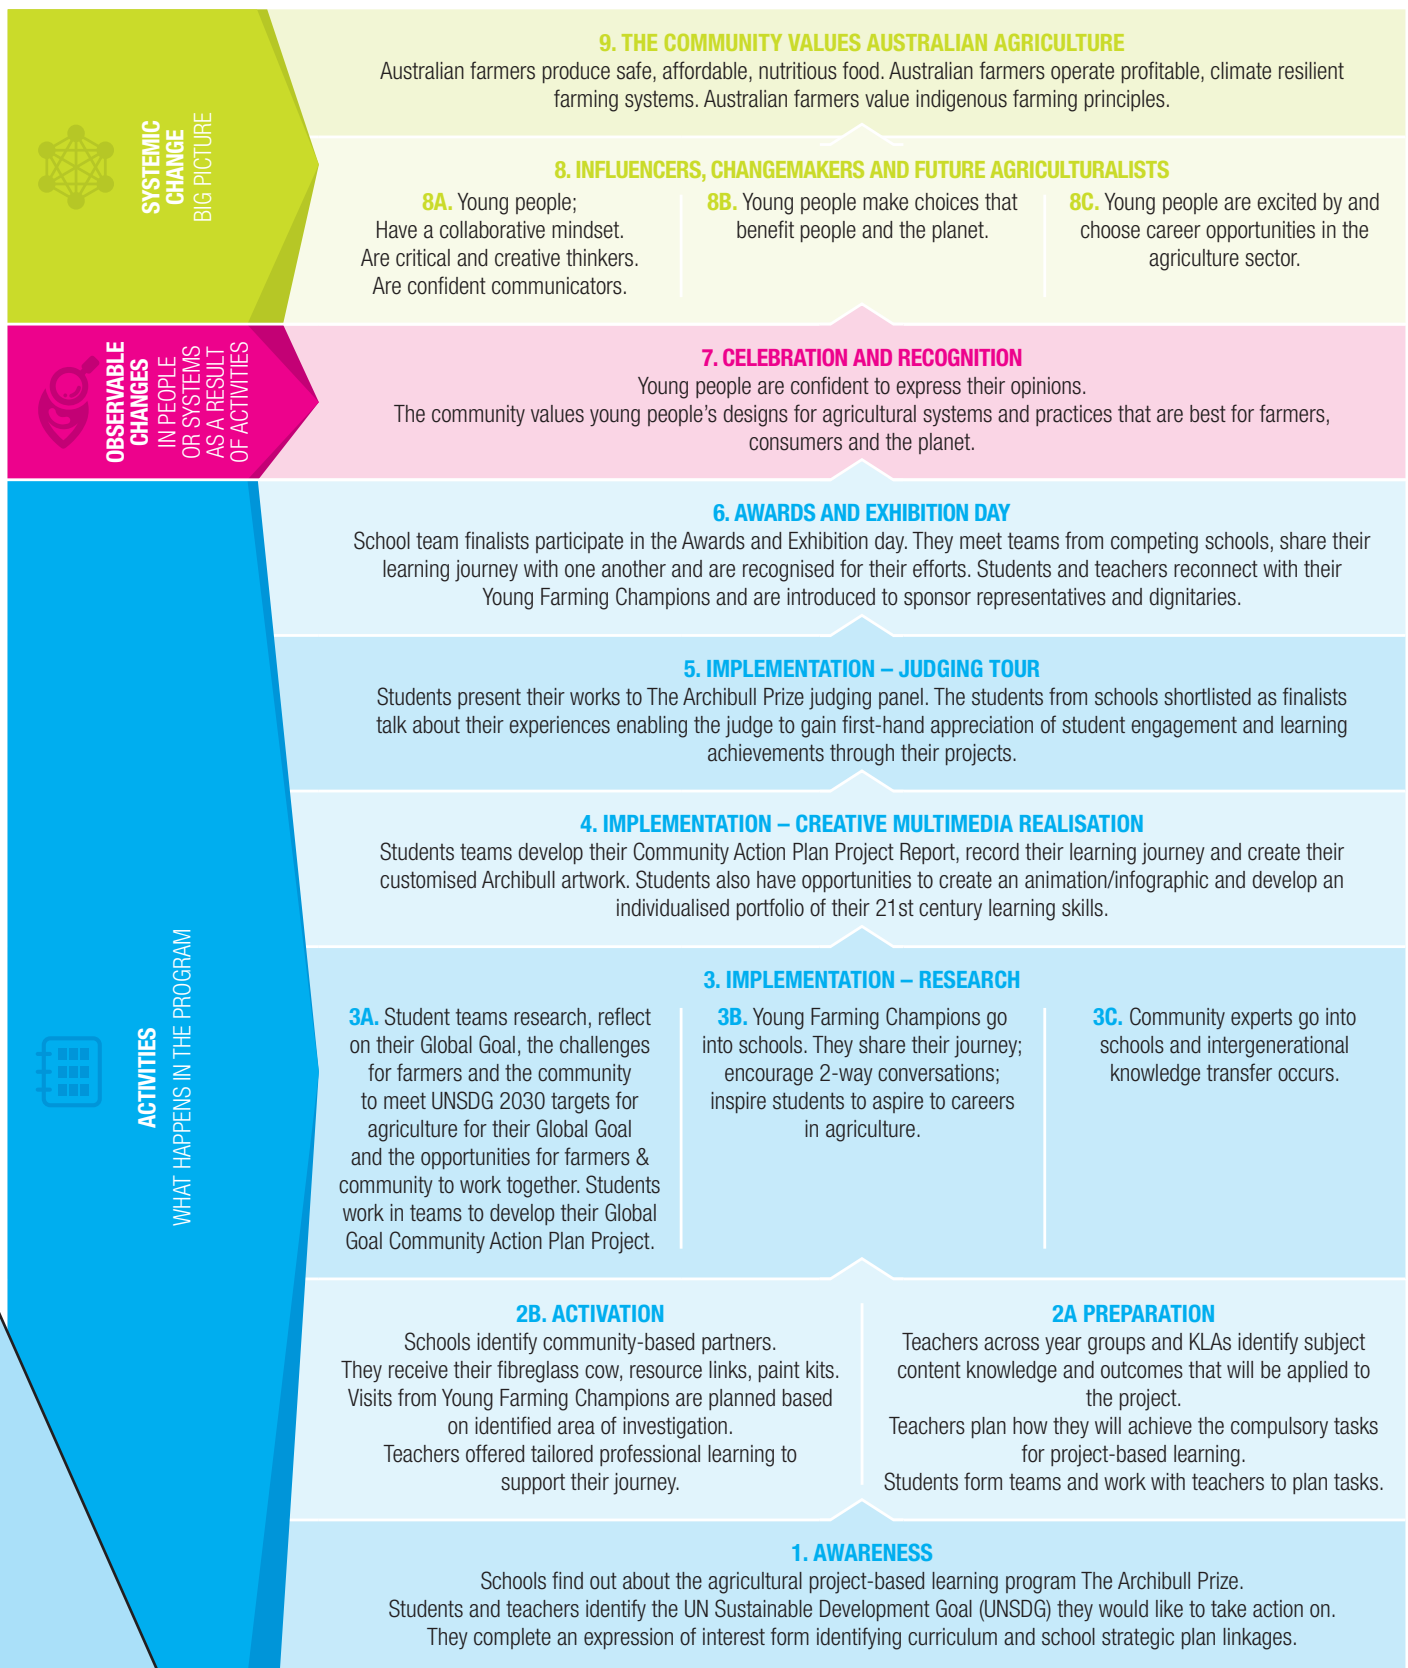 SYSTEMIC
CHANGE
BIG PICTURE
9. THE COMMUNITY VALUES AUSTRALIAN AGRICULTURE
Australian farmers produce safe, affordable, nutritious food. Australian farmers operate profitable, climate resilient
farming systems. Australian farmers value indigenous farming principles.
8. INFLUENCERS, CHANGEMAKERS AND FUTURE AGRICULTURALISTS
8A. Young people;
Have a collaborative mindset.
Are critical and creative thinkers.
Are confident communicators.
8B. Young people make choices that
benefit people and the planet.
8C. Young people are excited by and
choose career opportunities in the
agriculture sector.
OBSERVABLE
CHANGES
IN PEOPLE
OR SYSTEMS
AS A RESULT
OF ACTIVITIES
7. CELEBRATION AND RECOGNITION
Young people are confident to express their opinions.
The community values young people's designs for agricultural systems and practices that are best for farmers,
consumers and the planet.
ACTIVITIES
WHAT HAPPENS IN THE PROGRAM
6. AWARDS AND EXHIBITION DAY
School team finalists participate in the Awards and Exhibition day. They meet teams from competing schools, share their
learning journey with one another and are recognised for their efforts. Students and teachers reconnect with their
Young Farming Champions and are introduced to sponsor representatives and dignitaries.
5. IMPLEMENTATION – JUDGING TOUR
Students present their works to The Archibull Prize judging panel. The students from schools shortlisted as finalists
talk about their experiences enabling the judge to gain first-hand appreciation of student engagement and learning
achievements through their projects.
4. IMPLEMENTATION – CREATIVE MULTIMEDIA REALISATION
Students teams develop their Community Action Plan Project Report, record their learning journey and create their
customised Archibull artwork. Students also have opportunities to create an animation/infographic and develop an
individualised portfolio of their 21st century learning skills.
3. IMPLEMENTATION – RESEARCH
3A. Student teams research, reflect
on their Global Goal, the challenges
for farmers and the community
to meet UNSDG 2030 targets for
agriculture for their Global Goal
and the opportunities for farmers &
community to work together. Students
work in teams to develop their Global
Goal Community Action Plan Project.
3B. Young Farming Champions go
into schools. They share their journey;
encourage 2-way conversations;
inspire students to aspire to careers
in agriculture.
3C. Community experts go into
schools and intergenerational
knowledge transfer occurs.
2B. ACTIVATION
Schools identify community-based partners.
They receive their fibreglass cow, resource links, paint kits.
Visits from Young Farming Champions are planned based
on identified area of investigation.
Teachers offered tailored professional learning to
support their journey.
2A PREPARATION
Teachers across year groups and KLAs identify subject
content knowledge and outcomes that will be applied to
the project.
Teachers plan how they will achieve the compulsory tasks
for project-based learning.
Students form teams and work with teachers to plan tasks.
1. AWARENESS
Schools find out about the agricultural project-based learning program The Archibull Prize.
Students and teachers identify the UN Sustainable Development Goal (UNSDG) they would like to take action on.
They complete an expression of interest form identifying curriculum and school strategic plan linkages.